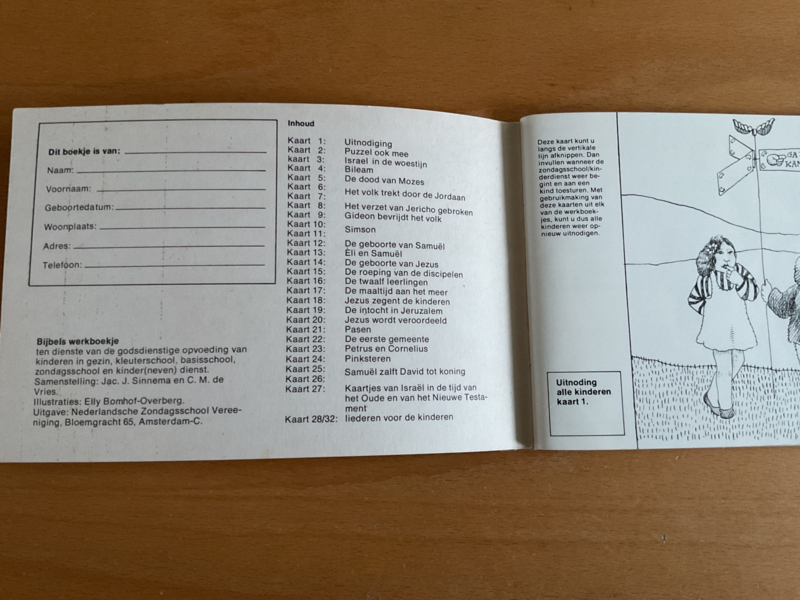 Dit boekje is van:
Naam:
Voornaam:
Geboortedatum:
Woonplaats:
Adres:
Telefoon:
Bijbels werkboekje
ten dienste van de godsdienstige opvoeding van
kinderen in gezin, kleuterschool, basisschool,
zondagsschool en kinder(neven) dienst.
Samenstelling: Jac. J. Sinnema en C. M. de
Vries.
Illustraties: Elly Bomhof-Overberg.
Uitgave: Nederlandsche Zondagsschool Veree-
niging, Bloemgracht 65, Amsterdam-C.
Inhoud
Kaart 1: Uitnodiging
Kaart 2: Puzzel ook mee
kaart 3: Israel in de woestijn
Kaart 4: Bileam
Kaart 5: De dood van Mozes
Kaart 6:
Kaart 7: Het volk trekt door de Jordaan
Kaart 8: Het verzet van Jericho gebroken
Kaart 9: Gideon bevrijdt het volk
Kaart 10:
Kaart 11: Simson
Kaart 12: De geboorte van Samuël
Kaart 13: Eli en Samuël
Kaart 14: De geboorte van Jezus
Kaart 15: De roeping van de discipelen
Kaart 16: De twaalf leerlingen
Kaart 17: De maaltijd aan het meer
Kaart 18: Jezus zegent de kinderen
Kaart 19: De intocht in Jeruzalem
Kaart 20: Jezus wordt veroordeeld
Kaart 21: Pasen
Kaart 22: De eerste gemeente
Kaart 23: Petrus en Cornelius
Kaart 24: Pinksteren
Kaart 25: Samuël zalft David tot koning
Kaart 26:
Kaart 27: Kaartjes van Israël in de tijd van
het Oude en van het Nieuwe Testa-
ment
Kaart 28/32: liederen voor de kinderen
Deze kaart kunt u
langs de vertikale
lijn afknippen. Dan
invullen wanneer de
zondagsschool/kin-
derdienst weer be-
gint en aan een
kind toesturen. Met
gebruikmaking van
deze kaarten uit elk
van de werkboek-
jes, kunt u dus alle
kinderen weer op-
nieuw uitnodigen.
Uitnoding
alle kinderen
kaart 1.